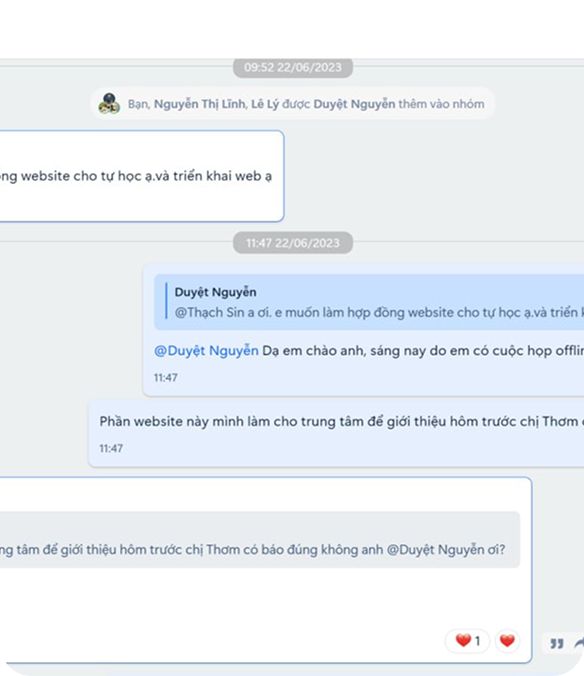 09:52 22/06/2023
Bạn, Nguyễn Thị Lĩnh, Lê Lý được Duyệt Nguyễn thêm vào nhóm
ng website cho tự học ạ.và triển khai web ạ
11:47 22/06/2023
Duyệt Nguyễn
@Thạch Sin a ơi. e muốn làm hợp đồng website cho tự học ạ.và triển
@Duyệt Nguyễn Dạ em chào anh, sáng nay do em có cuộc họp offlin
11:47
Phần website này mình làm cho trung tâm để giới thiệu hôm trước chị Thơm
11:47
ng tâm để giới thiệu hôm trước chị Thơm có báo đúng không anh @Duyệt Nguyễn ơi?
1